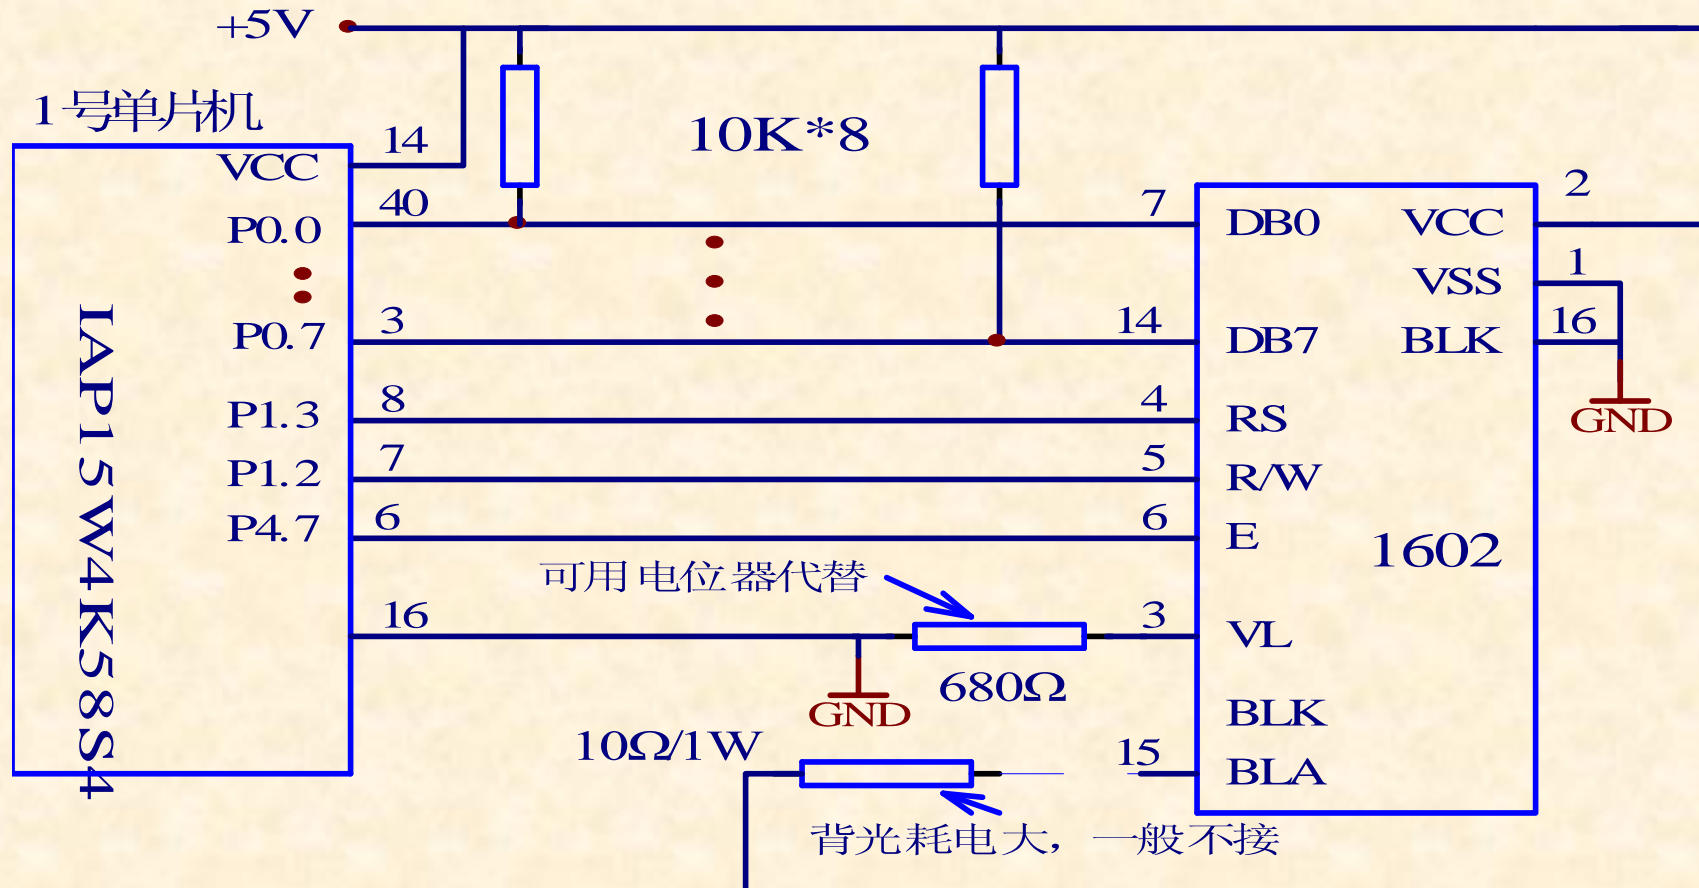 +5V
1号单片机
14
10K*8
VCC
40
7
2
P0.0
DB0
VCC
1
VSS
3
14
16
P0.7
DB7
BLK
8
4
P1.3
RS
GND
7
5
P1.2
R/W
6
6
P4.7
E
1602
IAP15W4K58S4
可用电位器代替
16
3
VL
680Ω
GND
BLK
10Ω/1W
15
BLA
背光耗电大，一般不接